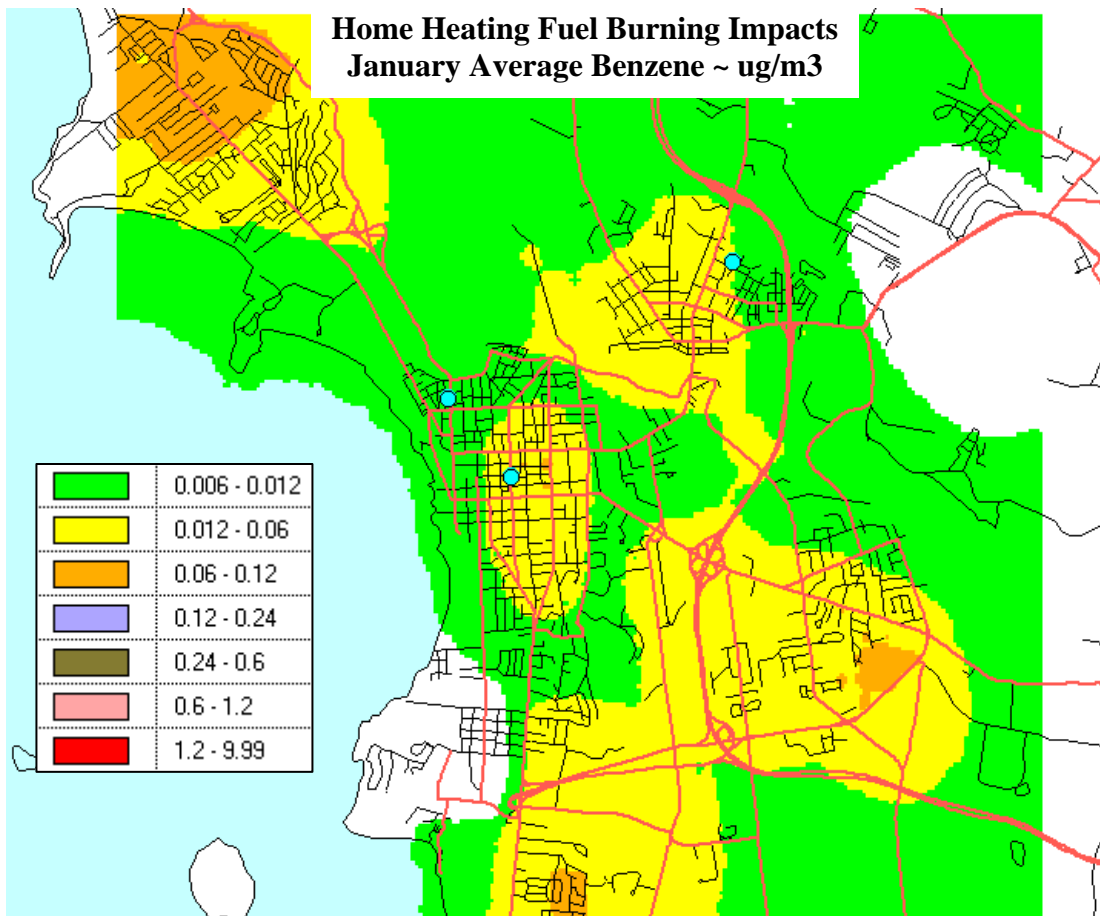 Home Heating Fuel Burning Impacts
January Average Benzene ~ ug/m3
0.006 - 0.012
0.012 - 0.06
0.06 - 0.12
0.12 - 0.24
0.24 - 0.6
0.6 - 1.2
1.2 - 9.99